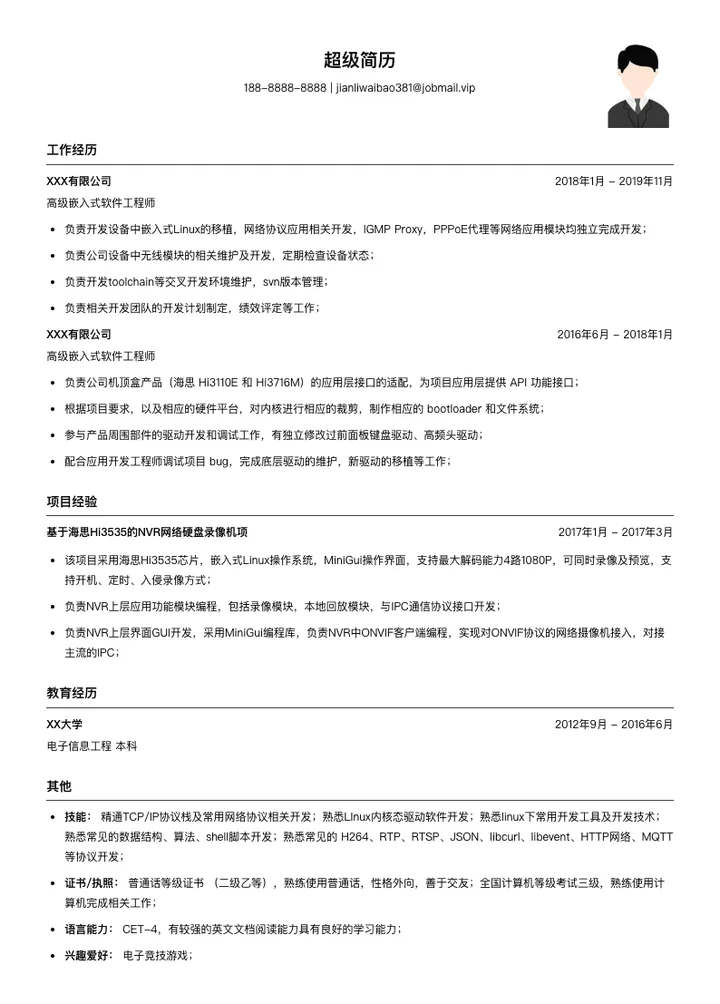 超级简历
188-8888-8888 | jianliwaibao381@jobmail.vip
工作经历
XXX有限公司 2018年1月 – 2019年11月
高级嵌入式软件工程师
• 负责开发设备中嵌入式Linux的移植，网络协议应用相关开发，IGMP Proxy，PPPoE代理等网络应用模块均独立完成开发；
• 负责公司设备中无线模块的相关维护及开发，定期检查设备状态；
• 负责开发toolchain等交叉开发环境维护，svn版本管理；
• 负责相关开发团队的开发计划制定，绩效评定等工作；
XXX有限公司 2016年6月 – 2018年1月
高级嵌入式软件工程师
• 负责公司机顶盒产品（海思 Hi3110E 和 Hi3716M）的应用层接口的适配，为项目应用层提供 API 功能接口；
• 根据项目要求，以及相应的硬件平台，对内核进行相应的裁剪，制作相应的 bootloader 和文件系统；
• 参与产品周围部件的驱动开发和调试工作，有独立修改过前面板键盘驱动、高频头驱动；
• 配合应用开发工程师调试项目 bug，完成底层驱动的维护，新驱动的移植等工作；
项目经验
基于海思Hi3535的NVR网络硬盘录像机项 2017年1月 – 2017年3月
• 该项目采用海思Hi3535芯片，嵌入式Linux操作系统，MiniGui操作界面，支持最大解码能力4路1080P，可同时录像及预览，支
持开机、定时、入侵录像方式；
• 负责NVR上层应用功能模块编程，包括录像模块，本地回放模块，与IPC通信协议接口开发；
• 负责NVR上层界面GUI开发，采用MiniGui编程库，负责NVR中ONVIF客户端编程，实现对ONVIF协议的网络摄像机接入，对接
主流的IPC；
教育经历
XX大学 2012年9月 – 2016年6月
电子信息工程 本科
其他
• 技能： 精通TCP/IP协议栈及常用网络协议相关开发；熟悉LInux内核态驱动软件开发；熟悉linux下常用开发工具及开发技术；
熟悉常见的数据结构、算法、shell脚本开发；熟悉常见的 H264、RTP、RTSP、JSON、libcurl、libevent、HTTP网络、MQTT
等协议开发；
• 证书/执照： 普通话等级证书 （二级乙等），熟练使用普通话，性格外向，善于交友；全国计算机等级考试三级，熟练使用计
算机完成相关工作；
• 语言能力： CET-4，有较强的英文文档阅读能力具有良好的学习能力；
• 兴趣爱好： 电子竞技游戏；